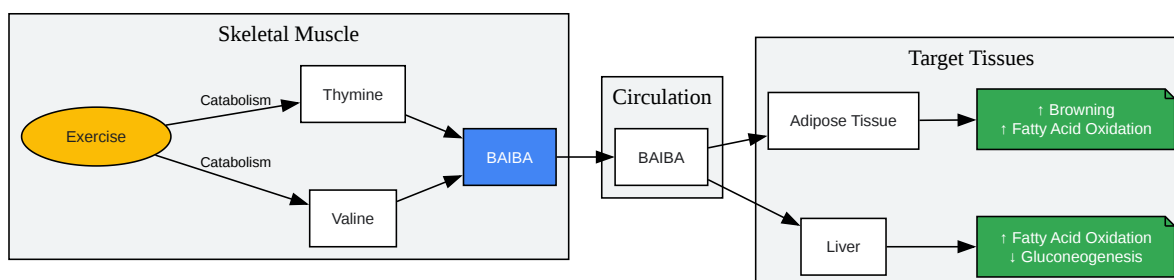 Skeletal Muscle
Exercise
Catabolism
Thymine
Catabolism
Valine
BAIBA
Circulation
BAIBA
Target Tissues
Adipose Tissue
↑ Browning
↑ Fatty Acid Oxidation
Liver
↑ Fatty Acid Oxidation
↓ Gluconeogenesis